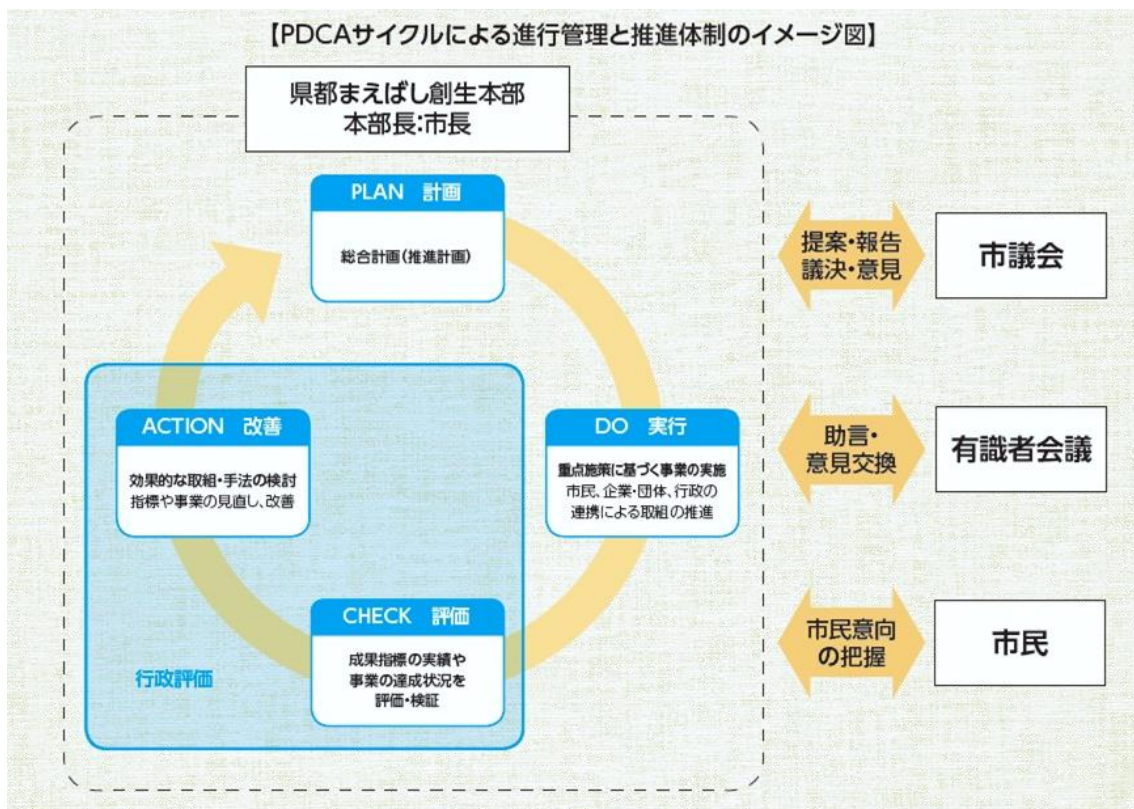 【PDCAサイクルによる進行管理と推進体制のイメージ図】
県都まえばし創生本部
本部長:市長
PLAN 計画
総合計画(推進計画)
提案・報告
議決・意見
市議会
ACTION 改善
効果的な取組・手法の検討
指標や事業の見直し、改善
DO 実行
重点施策に基づく事業の実施
市民、企業・団体、行政の
連携による取組の推進
助言・
意見交換
有識者会議
CHECK 評価
成果指標の実績や
事業の達成状況を
評価・検証
行政評価
市民意向
の把握
市民